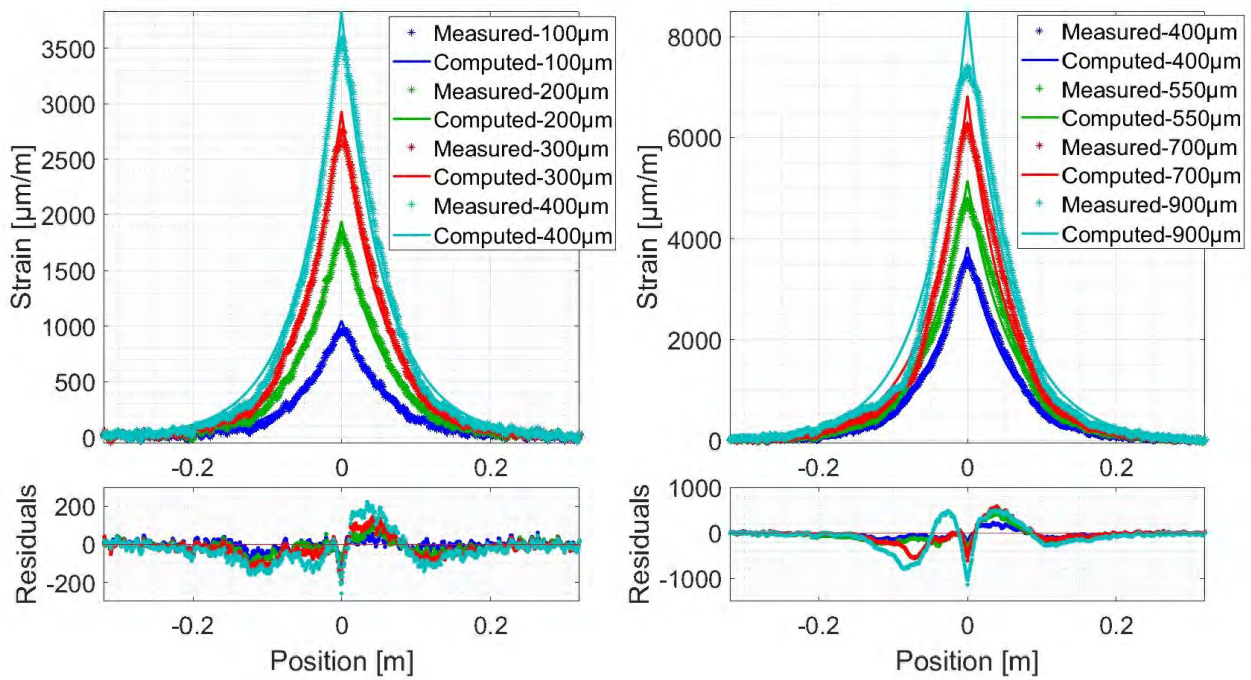 3500
3000
2500
2000
1500
1000
500
0
Strain [µm/m]
-0.2 0 0.2
Measured-100µm
Computed-100µm
Measured-200µm
Computed-200µm
Measured-300µm
Computed-300µm
Measured-400µm
Computed-400µm
200
0
-200
Residuals
-0.2 0 0.2
Position [m]
8000
6000
4000
2000
0
Strain [µm/m]
-0.2 0 0.2
Measured-400µm
Computed-400µm
Measured-550µm
Computed-550µm
Measured-700µm
Computed-700µm
Measured-900µm
Computed-900µm
1000
0
-1000
Residuals
-0.2 0 0.2
Position [m]